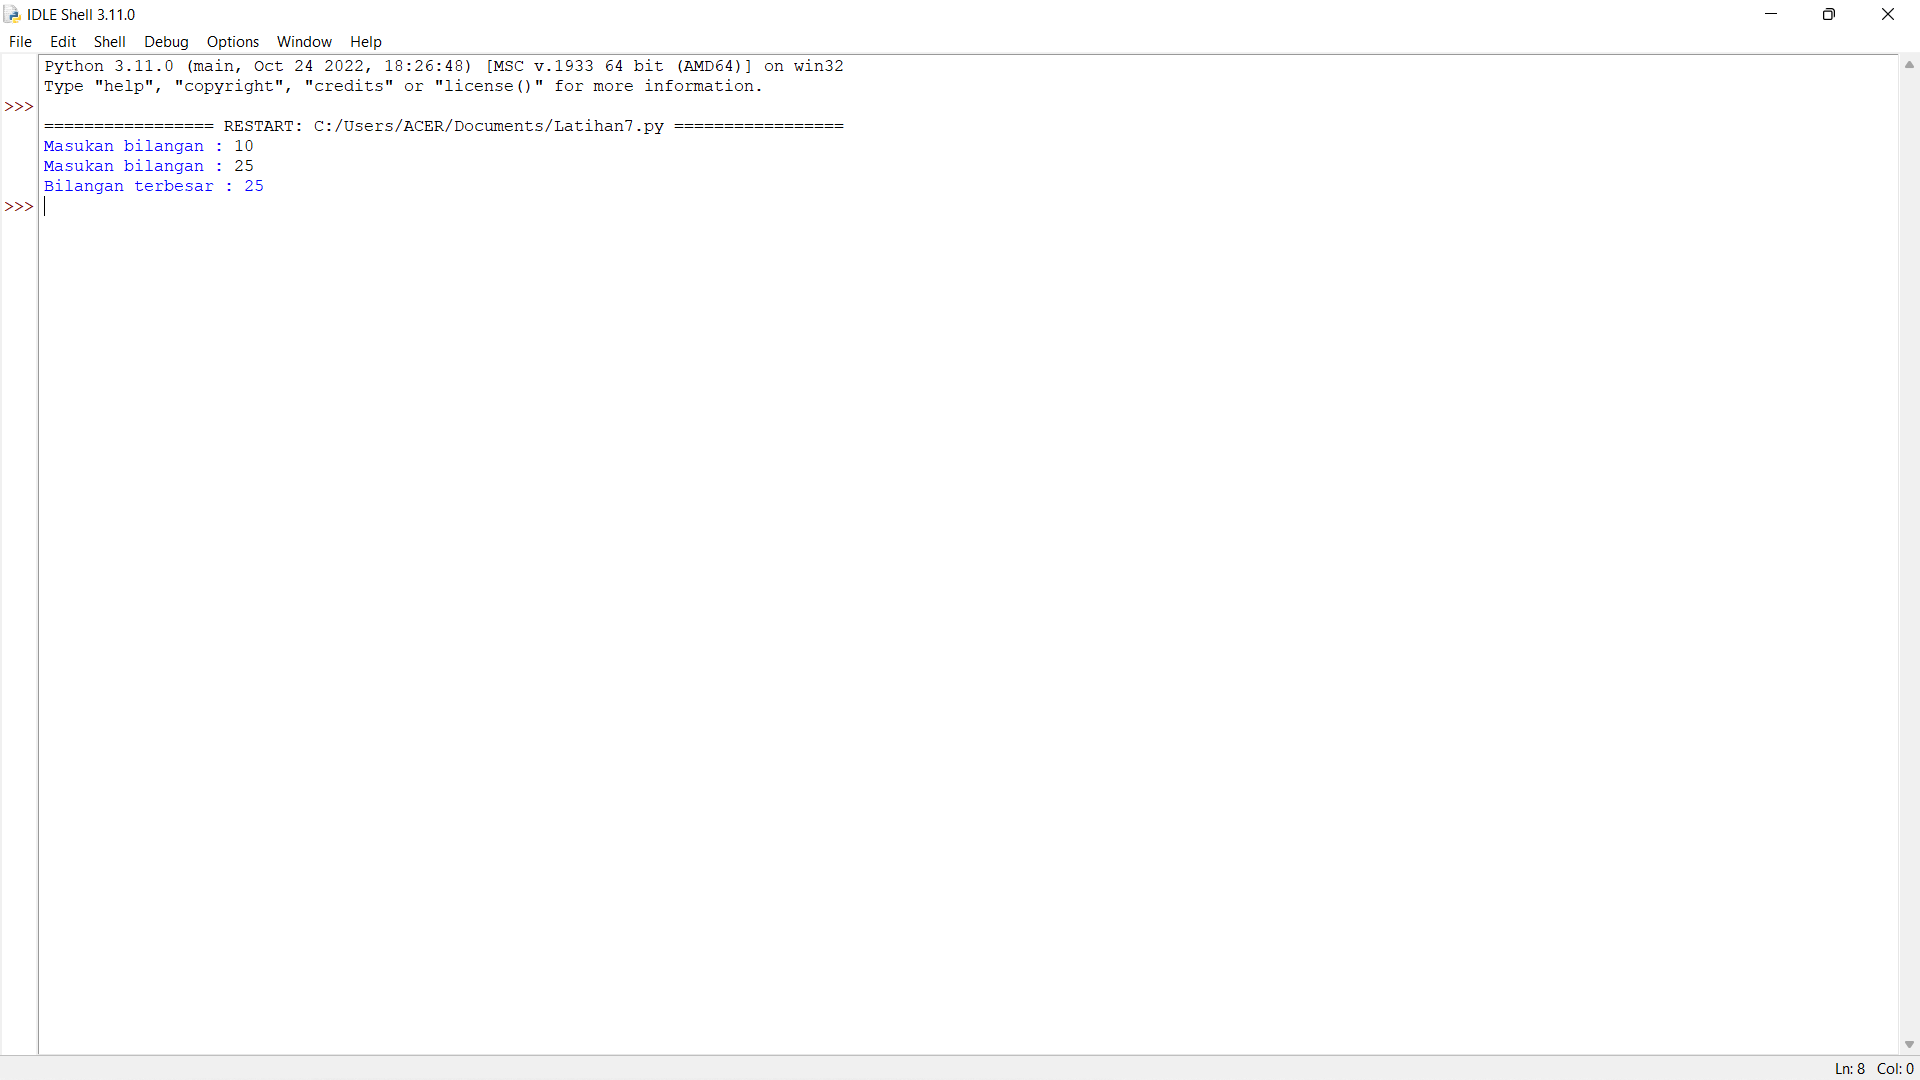 IDLE Shell 3.11.0
File Edit Shell Debug Options Window Help
Python 3.11.0 (main, Oct 24 2022, 18:26:48) [MSC v.1933 64 bit (AMD64)] on win32
Type "help", "copyright", "credits" or "license()" for more information.
>>>
================= RESTART: C:/Users/ACER/Documents/Latihan7.py =================
Masukan bilangan : 10
Masukan bilangan : 25
Bilangan terbesar : 25
>>>
Ln: 8 Col: 0